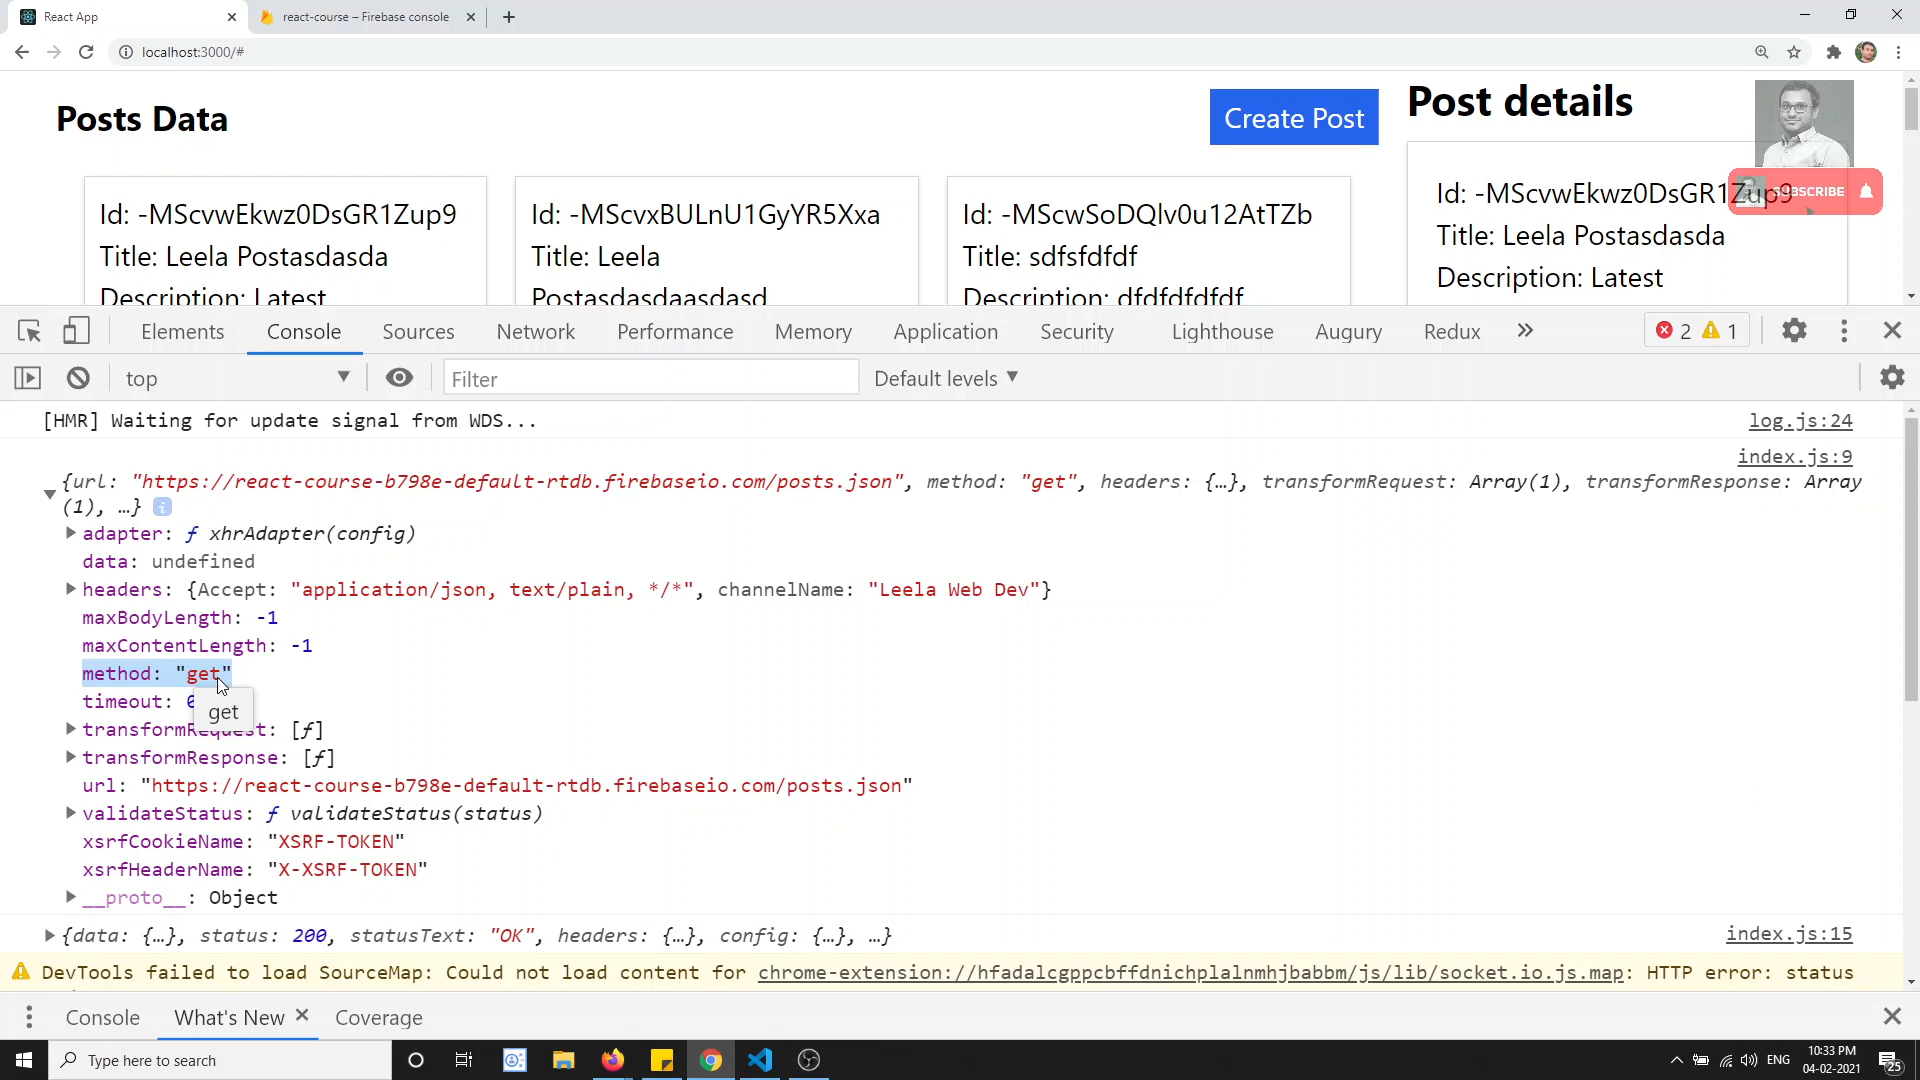 React App
react-course – Firebase console
localhost:3000/#
Posts Data
Create Post
Post details
Id: -MScvwEkwz0DsGR1Zup9
Title: Leela Postasdasda
Description: Latest
Id: -MScvxBULnU1GyYR5Xxa
Title: Leela
Postasdasdaasdasd
Id: -MScwSoDQlv0u12AtTZb
Title: sdfsfdfdf
Description: dfdfdfdfdf
Id: -MScvwEkwz0DsGR1Zup9
Title: Leela Postasdasda
Description: Latest
SUBSCRIBE
Elements Console Sources Network Performance Memory Application Security Lighthouse Augury Redux » 2 1
top Filter Default levels
[HMR] Waiting for update signal from WDS... log.js:24
index.js:9
{url: "https://react-course-b798e-default-rtdb.firebaseio.com/posts.json", method: "get", headers: {…}, transformRequest: Array(1), transformResponse: Array
(1), …}
adapter: ƒ xhrAdapter(config)
data: undefined
headers: {Accept: "application/json, text/plain, */*", channelName: "Leela Web Dev"}
maxBodyLength: -1
maxContentLength: -1
method: "get"
timeout: 0
get
transformRequest: [ƒ]
transformResponse: [ƒ]
url: "https://react-course-b798e-default-rtdb.firebaseio.com/posts.json"
validateStatus: ƒ validateStatus(status)
xsrfCookieName: "XSRF-TOKEN"
xsrfHeaderName: "X-XSRF-TOKEN"
__proto__: Object
{data: {…}, status: 200, statusText: "OK", headers: {…}, config: {…}, …} index.js:15
DevTools failed to load SourceMap: Could not load content for chrome-extension://hfadalcgppcbffdnichplalnmhjbabbm/js/lib/socket.io.js.map: HTTP error: status
Console What's New Coverage
Type here to search
ENG
10:33 PM
04-02-2021
25